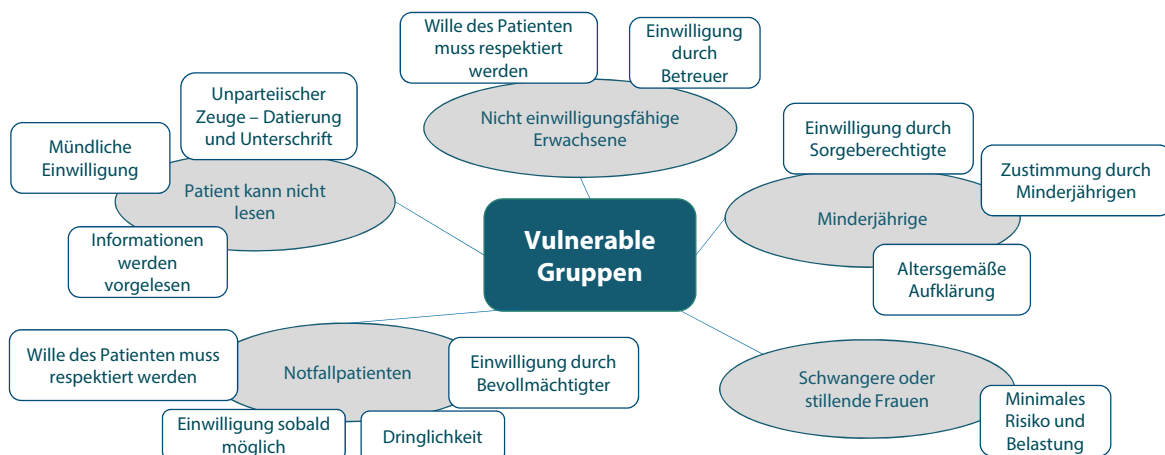 Wille des Patienten
muss respektiert
werden
Einwilligung
durch
Betreuer
Nicht einwilligungsfähige
Erwachsene
Unparteiischer
Zeuge – Datierung
und Unterschrift
Mündliche
Einwilligung
Patient kann nicht
lesen
Informationen
werden
vorgelesen
Einwilligung durch
Sorgeberechtigte
Zustimmung durch
Minderjährigen
Minderjährige
Altersgemäße
Aufklärung
Vulnerable
Gruppen
Wille des Patienten muss
respektiert werden
Notfallpatienten
Einwilligung durch
Bevollmächtigter
Einwilligung sobald
möglich
Dringlichkeit
Schwangere oder
stillende Frauen
Minimales
Risiko und
Belastung